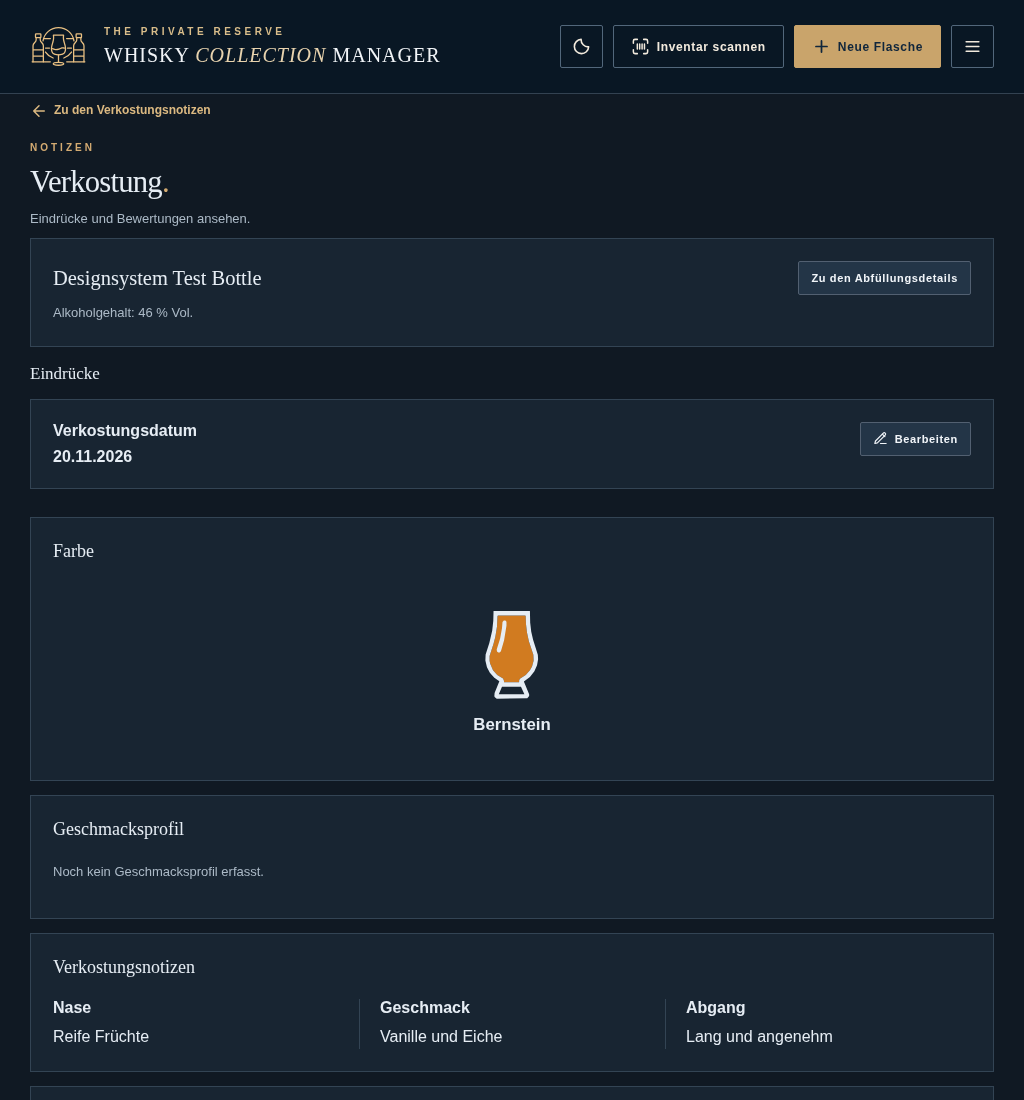 THE PRIVATE RESERVE
WHISKY COLLECTION MANAGER
Inventar scannen
Neue Flasche
Zu den Verkostungsnotizen
NOTIZEN
Verkostung.
Eindrücke und Bewertungen ansehen.
Designsystem Test Bottle
Zu den Abfüllungsdetails
Alkoholgehalt: 46 % Vol.
Eindrücke
Verkostungsdatum
20.11.2026
Bearbeiten
Farbe
Bernstein
Geschmacksprofil
Noch kein Geschmacksprofil erfasst.
Verkostungsnotizen
Nase
Reife Früchte
Geschmack
Vanille und Eiche
Abgang
Lang und angenehm